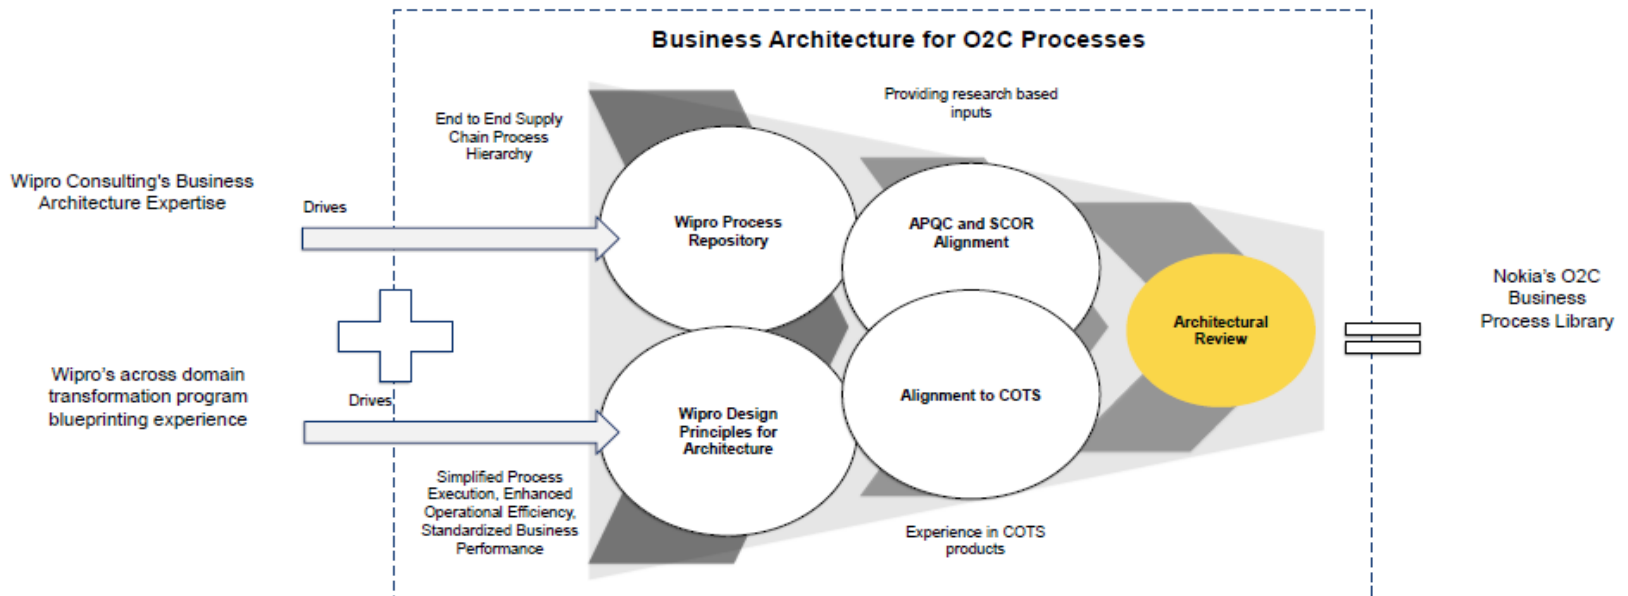 Business Architecture for O2C Processes
Providing research based
inputs
End to End Supply
Chain Process
Hierarchy
Wipro Consulting's Business
Architecture Expertise
Drives
Wipro Process
Repository
APQC and SCOR
Alignment
Architectural
Review
Nokia's O2C
Business
Process Library
Wipro's across domain
transformation program
blueprinting experience
Drives
Wipro Design
Principles for
Architecture
Alignment to COTS
Simplified Process
Execution, Enhanced
Operational Efficiency,
Standardized Business
Performance
Experience in COTS
products